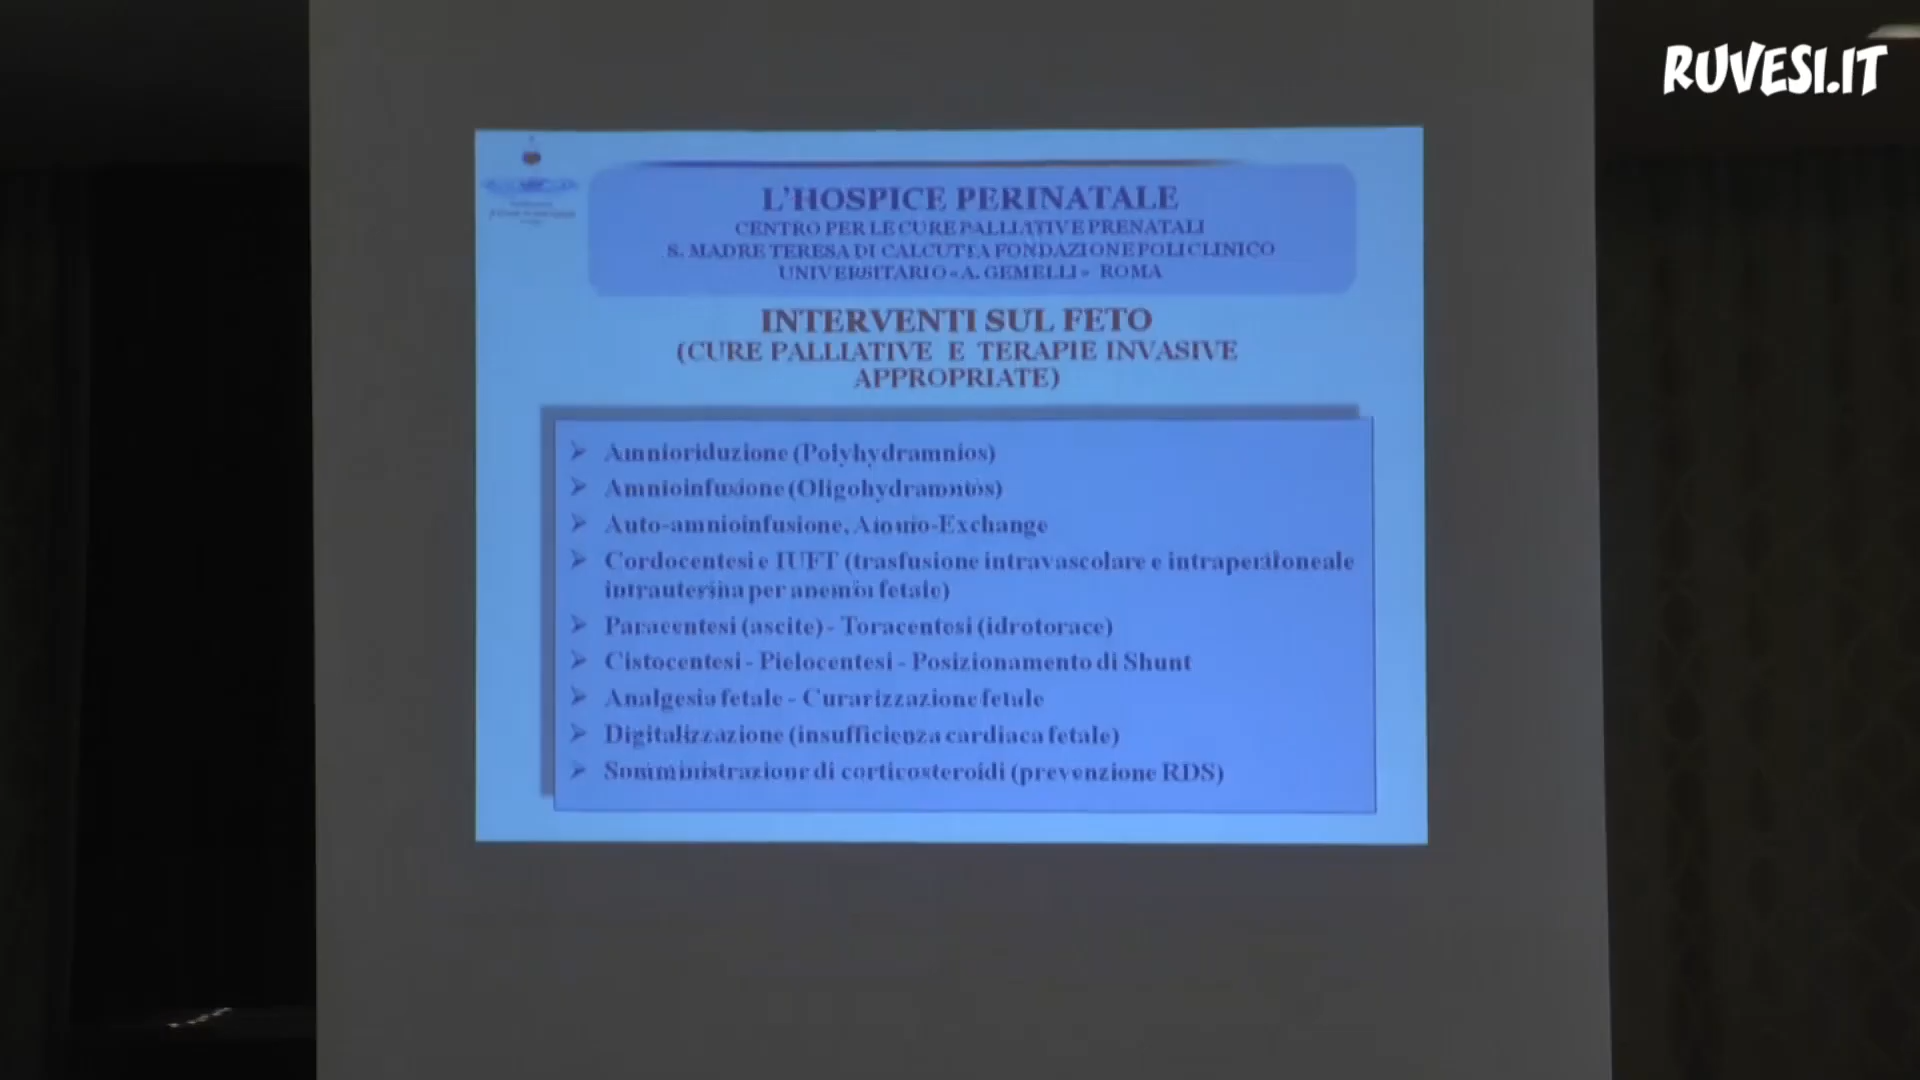 RUVESI.IT
L'HOSPICE PERINATALE
CENTRO PER LE CURE PALLIATIVE PRENATALI
S. MADRE TERESA DI CALCUTTA FONDAZIONE POLICLINICO
UNIVERSITARIO «A. GEMELLI» ROMA
INTERVENTI SUL FETO
(CURE PALLIATIVE E TERAPIE INVASIVE
APPROPRIATE)
➢ Amnioriduzione (Polyhydramnios)
➢ Amnioinfusione (Oligohydramnios)
➢ Auto-amnioinfusione, Amnio-Exchange
➢ Cordocentesi e IUFT (trasfusione intravascolare e intraperitoneale
intrauterina per anemia fetale)
➢ Paracentesi (ascite) - Toracentesi (idrotorace)
➢ Cistocentesi - Pielocentesi - Posizionamento di Shunt
➢ Analgesia fetale - Curarizzazione fetale
➢ Digitalizzazione (insufficienza cardiaca fetale)
➢ Somministrazione di corticosteroidi (prevenzione RDS)